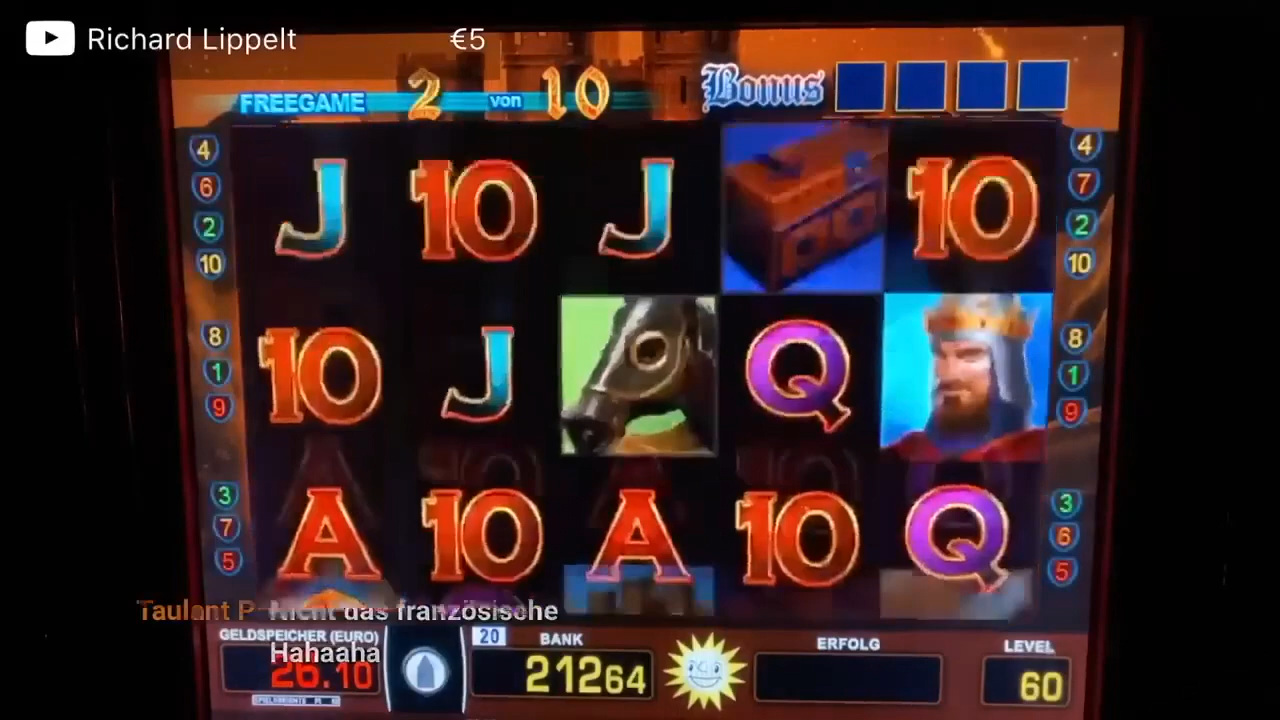 Richard Lippelt €5
FREEGAME 2 von 10 Bonus
4 4
6 7
2 2
10 10
J 10 J 10
8 8
1 1
9 9
10 J Q
3 3
7 6
5 5
A 10 A 10 Q
Taulant P Nicht das französische
Hahaaha
GELDSPEICHER (EURO) 20 BANK ERFOLG LEVEL
26.10 21264 60